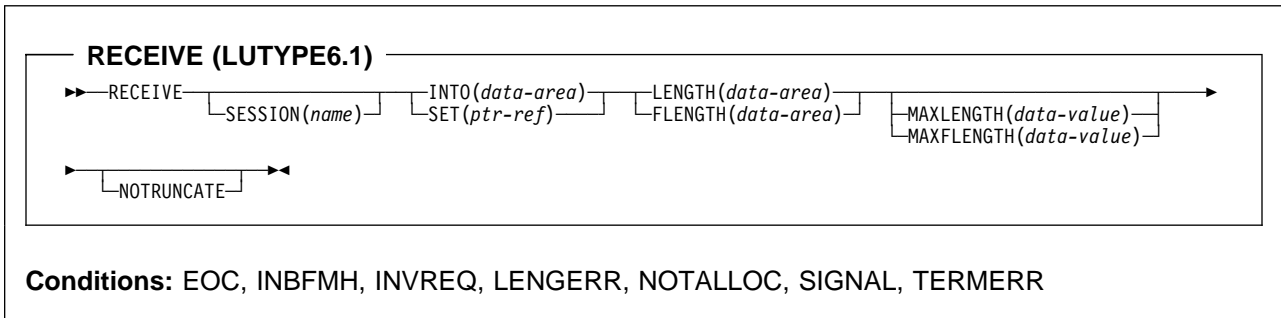 RECEIVE (LUTYPE6.1)
RECEIVE SESSION(name) INTO(data-area) SET(ptr-ref) LENGTH(data-area) FLENGTH(data-area) MAXLENGTH(data-value) MAXFLENGTH(data-value)
NOTRUNCATE
Conditions: EOC, INBFMH, INVREQ, LENGERR, NOTALLOC, SIGNAL, TERMERR